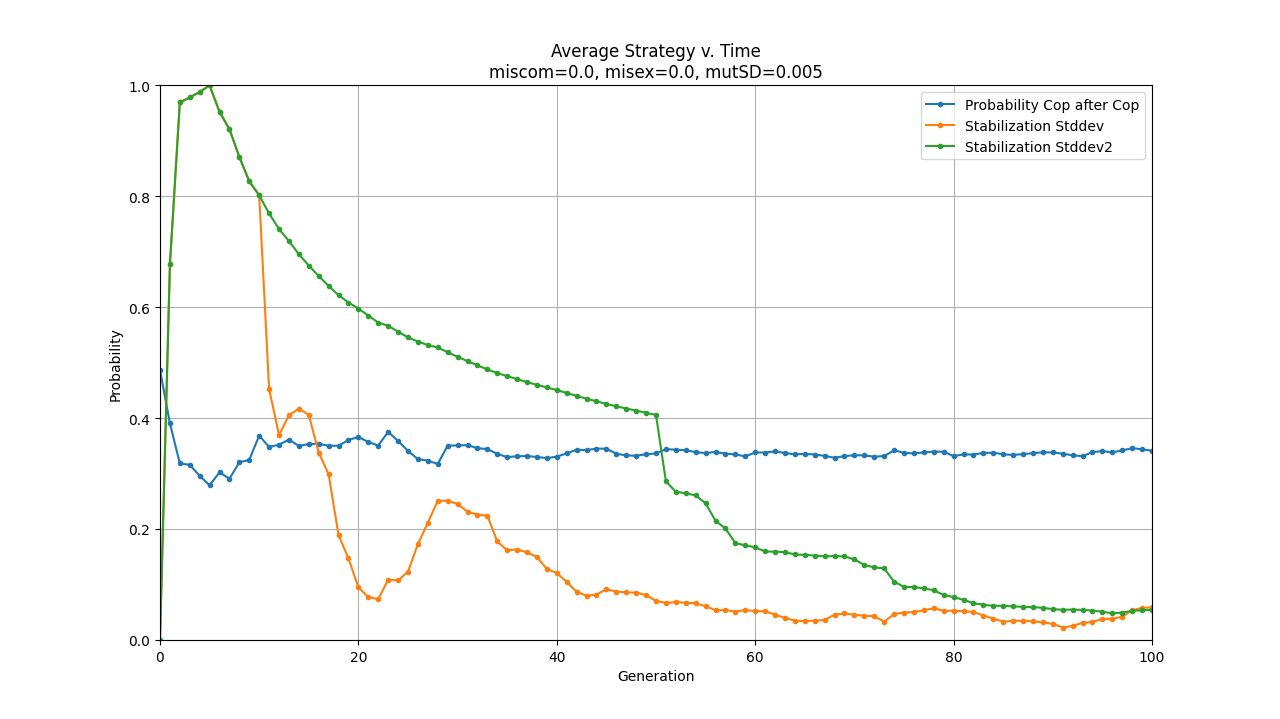 Average Strategy v. Time
miscom=0.0, misex=0.0, mutSD=0.005
Probability Cop after Cop
Stabilization Stddev
Stabilization Stddev2
Probability
1.0
0.8
0.6
0.4
0.2
0.0
0 20 40 60 80 100
Generation